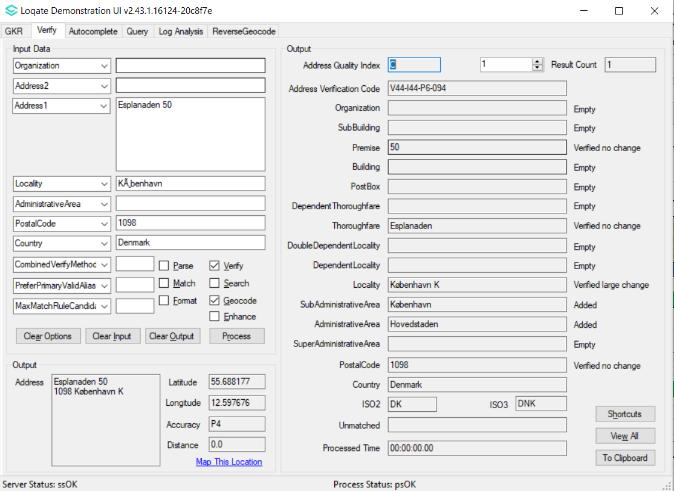 Loqate Demonstration UI v2.43.1.16124-20c8f7e
GKR Verify Autocomplete Query Log Analysis ReverseGeocode
Input Data
Organization
Address2
Address1 Esplanaden 50
Locality KÃ¸benhavn
AdministrativeArea
PostalCode 1098
Country Denmark
CombinedVerifyMethod Parse Verify
PreferPrimaryValidAlias Match Search
MaxMatchRuleCandida Format Geocode
Enhance
Clear Options Clear Input Clear Output Process
Output
Address Esplanaden 50
1098 København K
Latitude 55.688177
Longitude 12.597676
Accuracy P4
Distance 0.0
Map This Location
Output
Address Quality Index C 1 Result Count 1
Address Verification Code V44-I44-P6-094
Organization Empty
SubBuilding Empty
Premise 50 Verified no change
Building Empty
PostBox Empty
DependentThoroughfare Empty
Thoroughfare Esplanaden Verified no change
DoubleDependentLocality Empty
DependentLocality Empty
Locality København K Verified large change
SubAdministrativeArea København Added
AdministrativeArea Hovedstaden Added
SuperAdministrativeArea Empty
PostalCode 1098 Verified no change
Country Denmark
ISO2 DK ISO3 DNK
Unmatched
Processed Time 00:00:00.00
Shortcuts
View All
To Clipboard
Server Status: ssOK Process Status: psOK